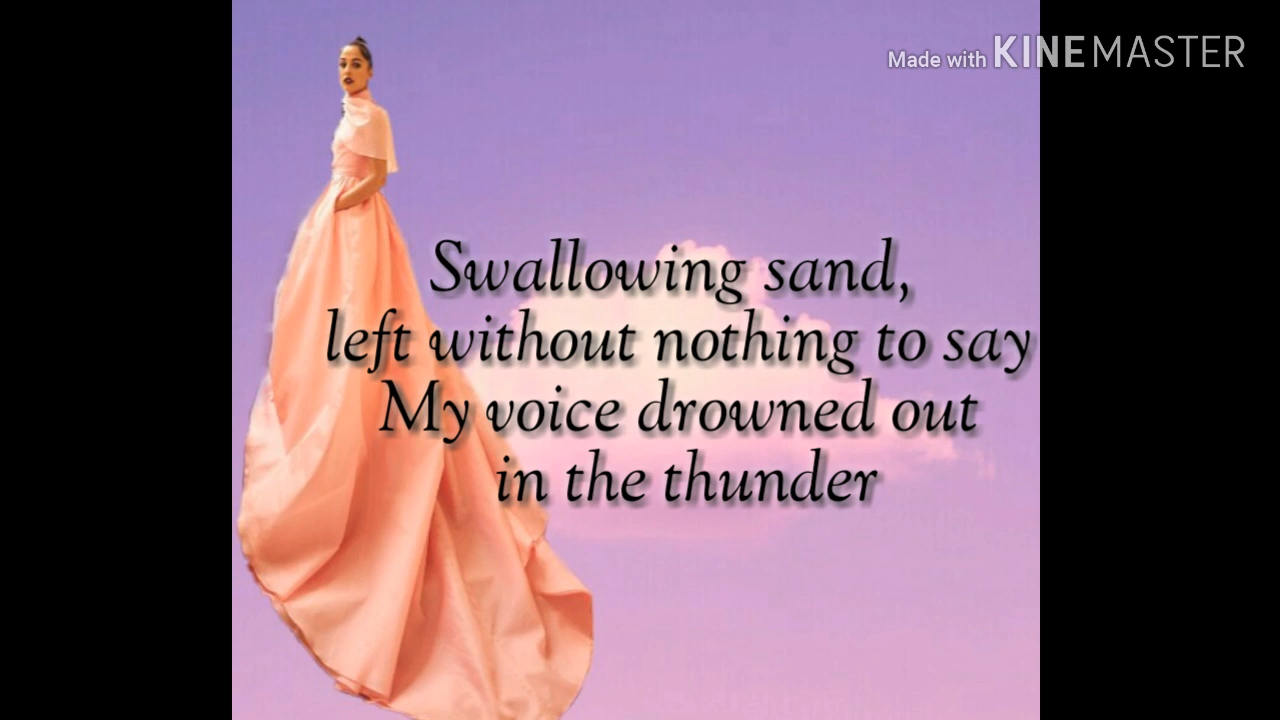 Made with KINEMASTER
Swallowing sand,
left without nothing to say
My voice drowned out
in the thunder